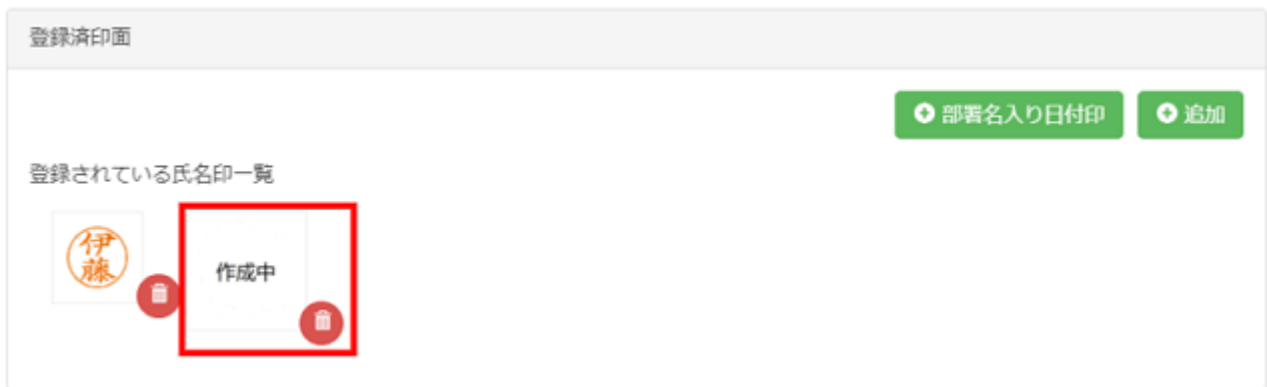 登録済印面
部署名入り日付印 追加
登録されている氏名印一覧
伊藤
作成中